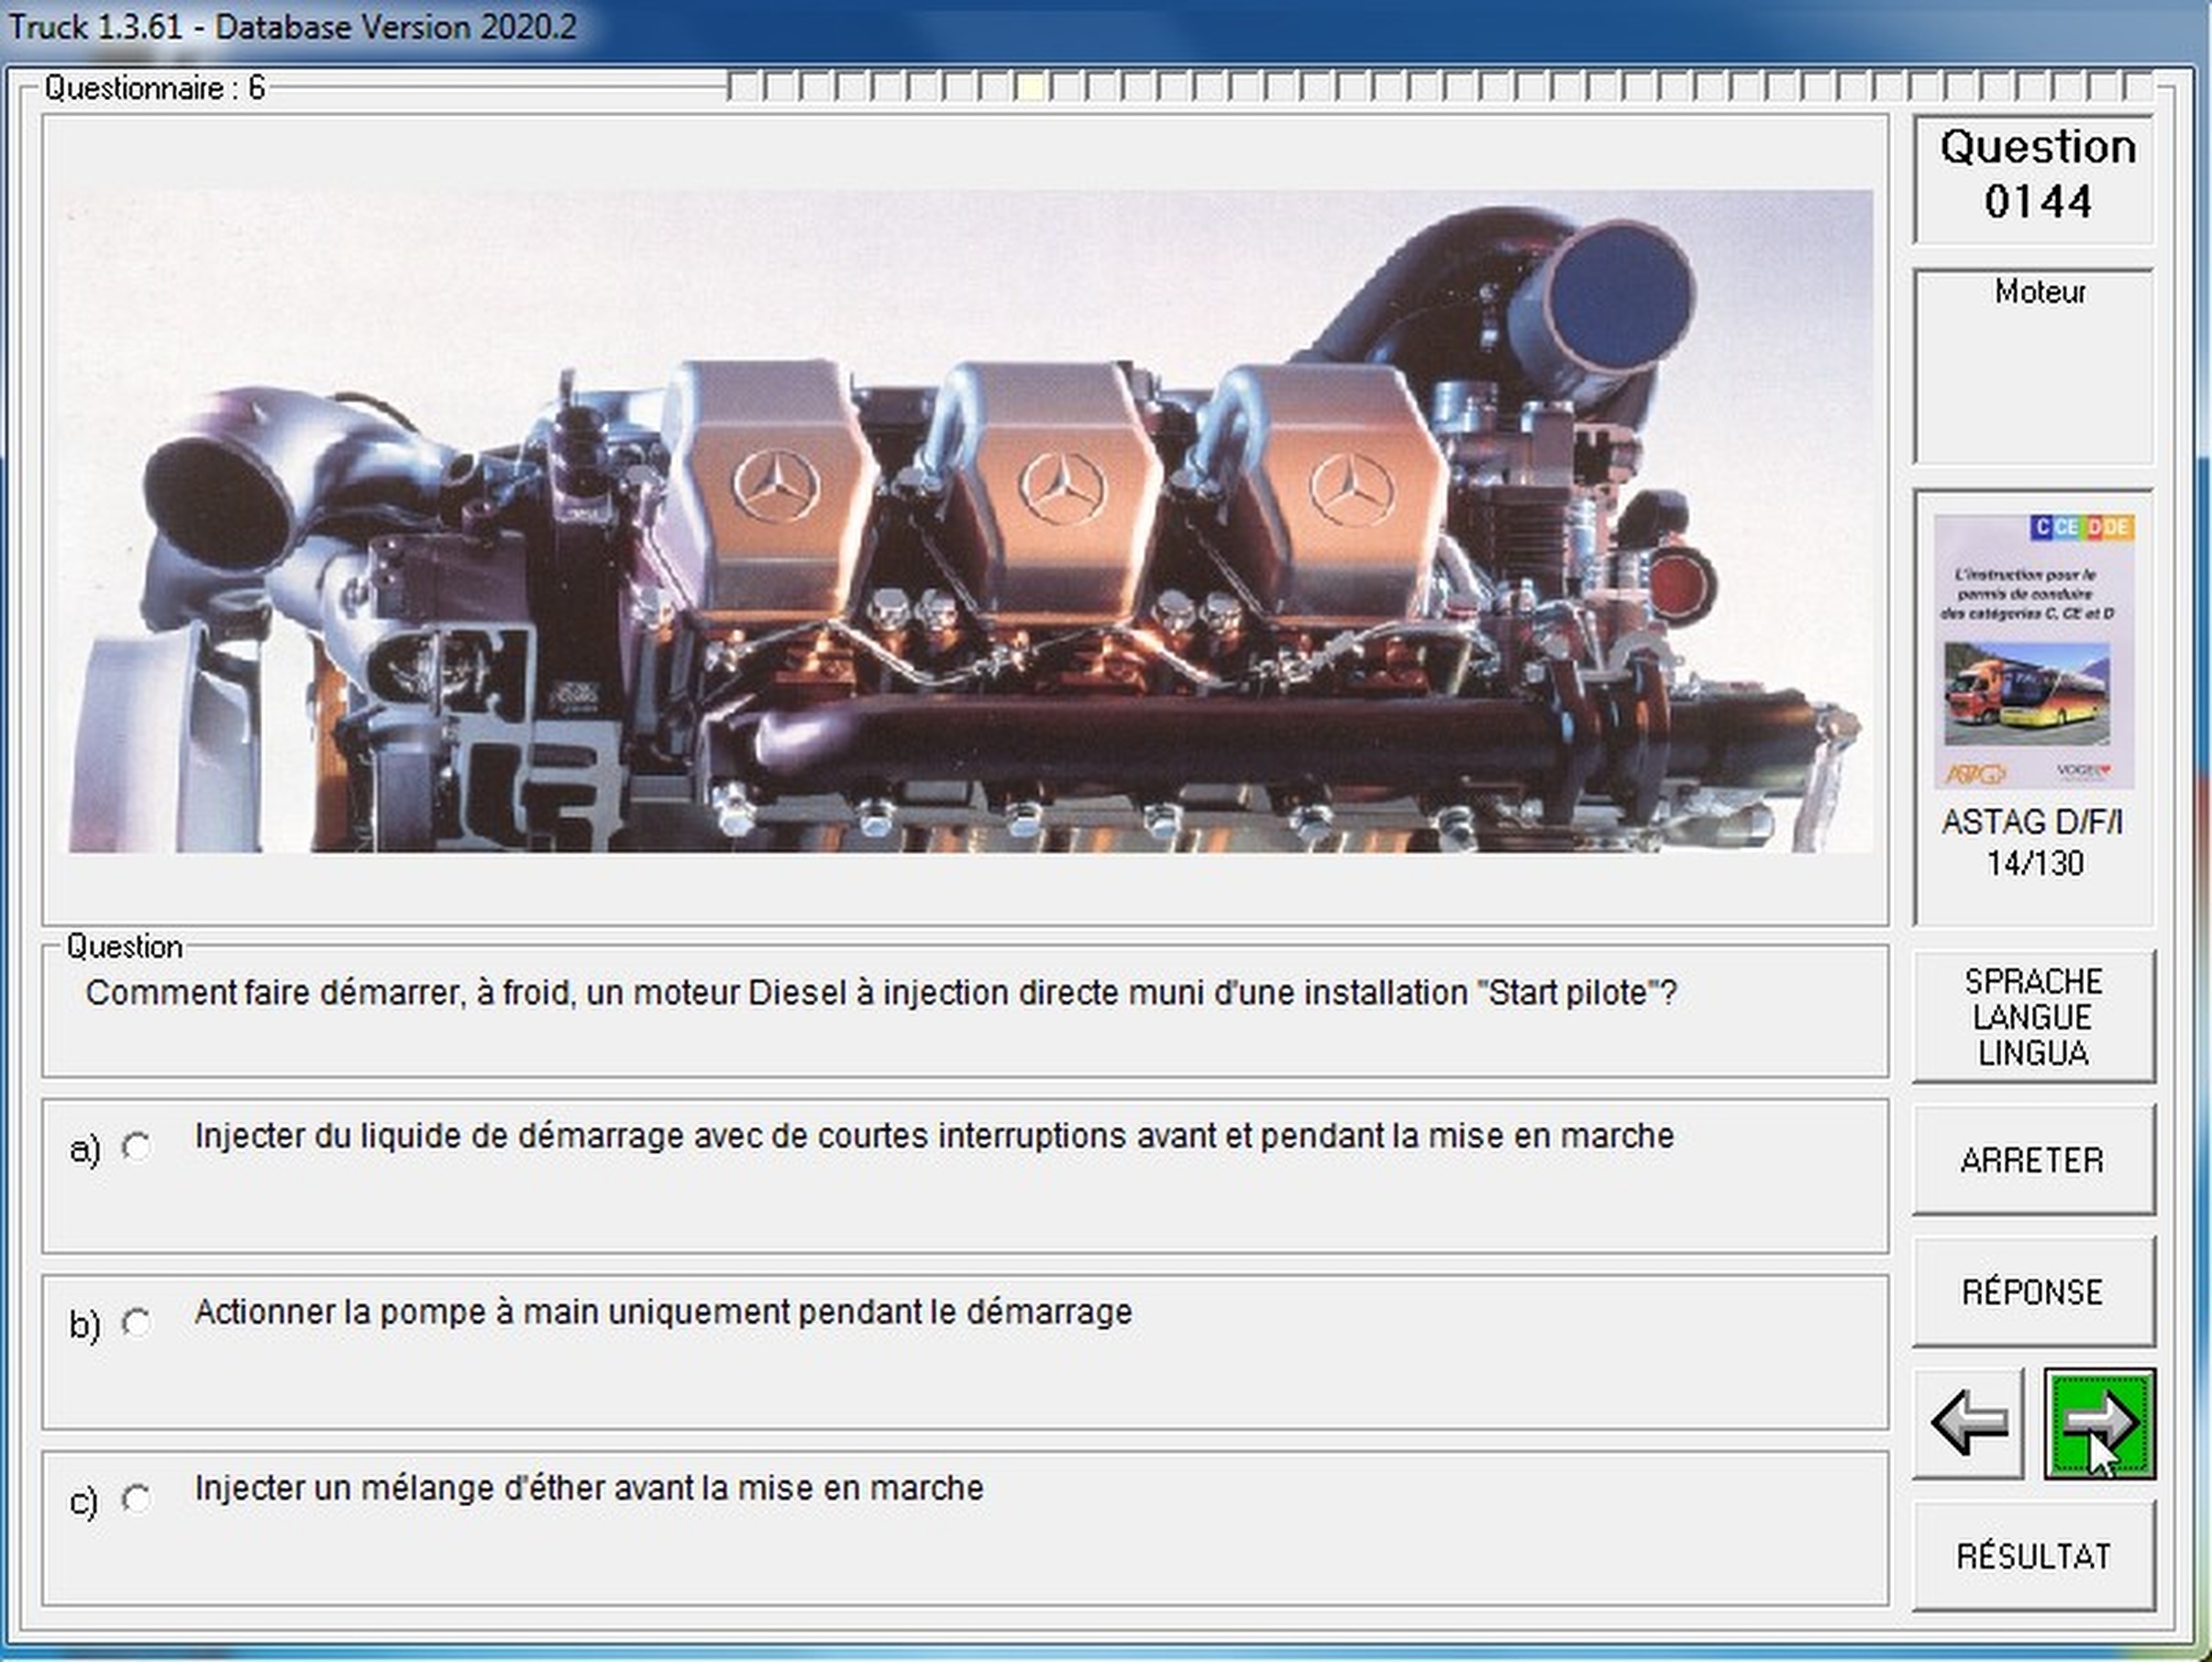 Truck 1.3.61 - Database Version 2020.2
Questionnaire : 6
Question
0144
Moteur
C CE D DE
L'instruction pour le
permis de conduire
des catégories C, CE et D
ASTAG
VOGEL
ASTAG D/F/I
14/130
Question
Comment faire démarrer, à froid, un moteur Diesel à injection directe muni d'une installation "Start pilote"?
a) Injecter du liquide de démarrage avec de courtes interruptions avant et pendant la mise en marche
b) Actionner la pompe à main uniquement pendant le démarrage
c) Injecter un mélange d'éther avant la mise en marche
SPRACHE
LANGUE
LINGUA
ARRETER
RÉPONSE
RÉSULTAT